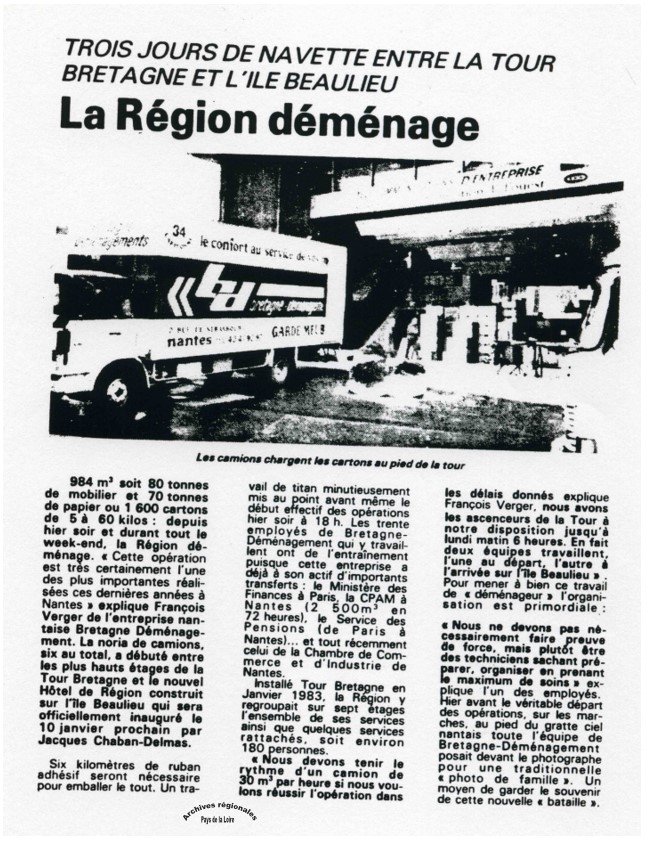 TROIS JOURS DE NAVETTE ENTRE LA TOUR
BRETAGNE ET L'ILE BEAULIEU
La Région déménage
D'ENTREPRISE
34
le confort au service de
bd
bretagne déménagements
nantes
GARDE MEUB
Les camions chargent les cartons au pied de la tour
984 m³ soit 80 tonnes
de mobilier et 70 tonnes
de papier ou 1 600 cartons
de 5 à 60 kilos : depuis
hier soir et durant tout le
week-end, la Région dé-
ménage. « Cette opération
est très certainement l'une
des plus importantes réali-
sées ces dernières années à
Nantes » explique François
Verger de l'entreprise nan-
taise Bretagne Déménage-
ment. La noria de camions,
six au total, a débuté entre
les plus hauts étages de la
Tour Bretagne et le nouvel
Hôtel de Région construit
sur l'île Beaulieu qui sera
officiellement inauguré le
10 janvier prochain par
Jacques Chaban-Delmas.
Six kilomètres de ruban
adhésif seront nécessaire
pour emballer le tout. Un tra-
vail de titan minutieusement
mis au point avant même le
début effectif des opérations
hier soir à 18 h. Les trente
employés de Bretagne-
Déménagement qui y travail-
lent ont de l'entraînement
puisque cette entreprise a
déjà à son actif d'importants
transferts : le Ministère des
Finances à Paris, la CPAM à
Nantes (2 500m³ en
72 heures), le Service des
Pensions (de Paris à
Nantes)... et tout récemment
celui de la Chambre de Com-
merce et d'Industrie de
Nantes.
Installé Tour Bretagne en
Janvier 1983, la Région y
regroupait sur sept étages
l'ensemble de ses services
ainsi que quelques services
rattachés, soit environ
180 personnes.
« Nous devons tenir le
rythme d'un camion de
30 m³ par heure si nous vou-
lons réussir l'opération dans
les délais donnés explique
François Verger, nous avons
les ascenceurs de la Tour à
notre disposition jusqu'à
lundi matin 6 heures. En fait
deux équipes travaillent,
l'une au départ, l'autre à
l'arrivée sur l'île Beaulieu ».
Pour mener à bien ce travail
de « déménageur » l'organi-
sation est primordiale :
« Nous ne devons pas né-
cessairement faire preuve
de force, mais plutôt être
des techniciens sachant pré-
parer, organiser en prenant
le maximum de soins » ex-
plique l'un des employés.
Hier avant le véritable départ
des opérations, sur les mar-
ches, au pied du gratte ciel
nantais toute l'équipe de
Bretagne-Déménagement
posait devant le photographe
pour une traditionnelle
« photo de famille ». Un
moyen de garder le souvenir
de cette nouvelle « bataille ».
Archives régionales
Pays de la Loire